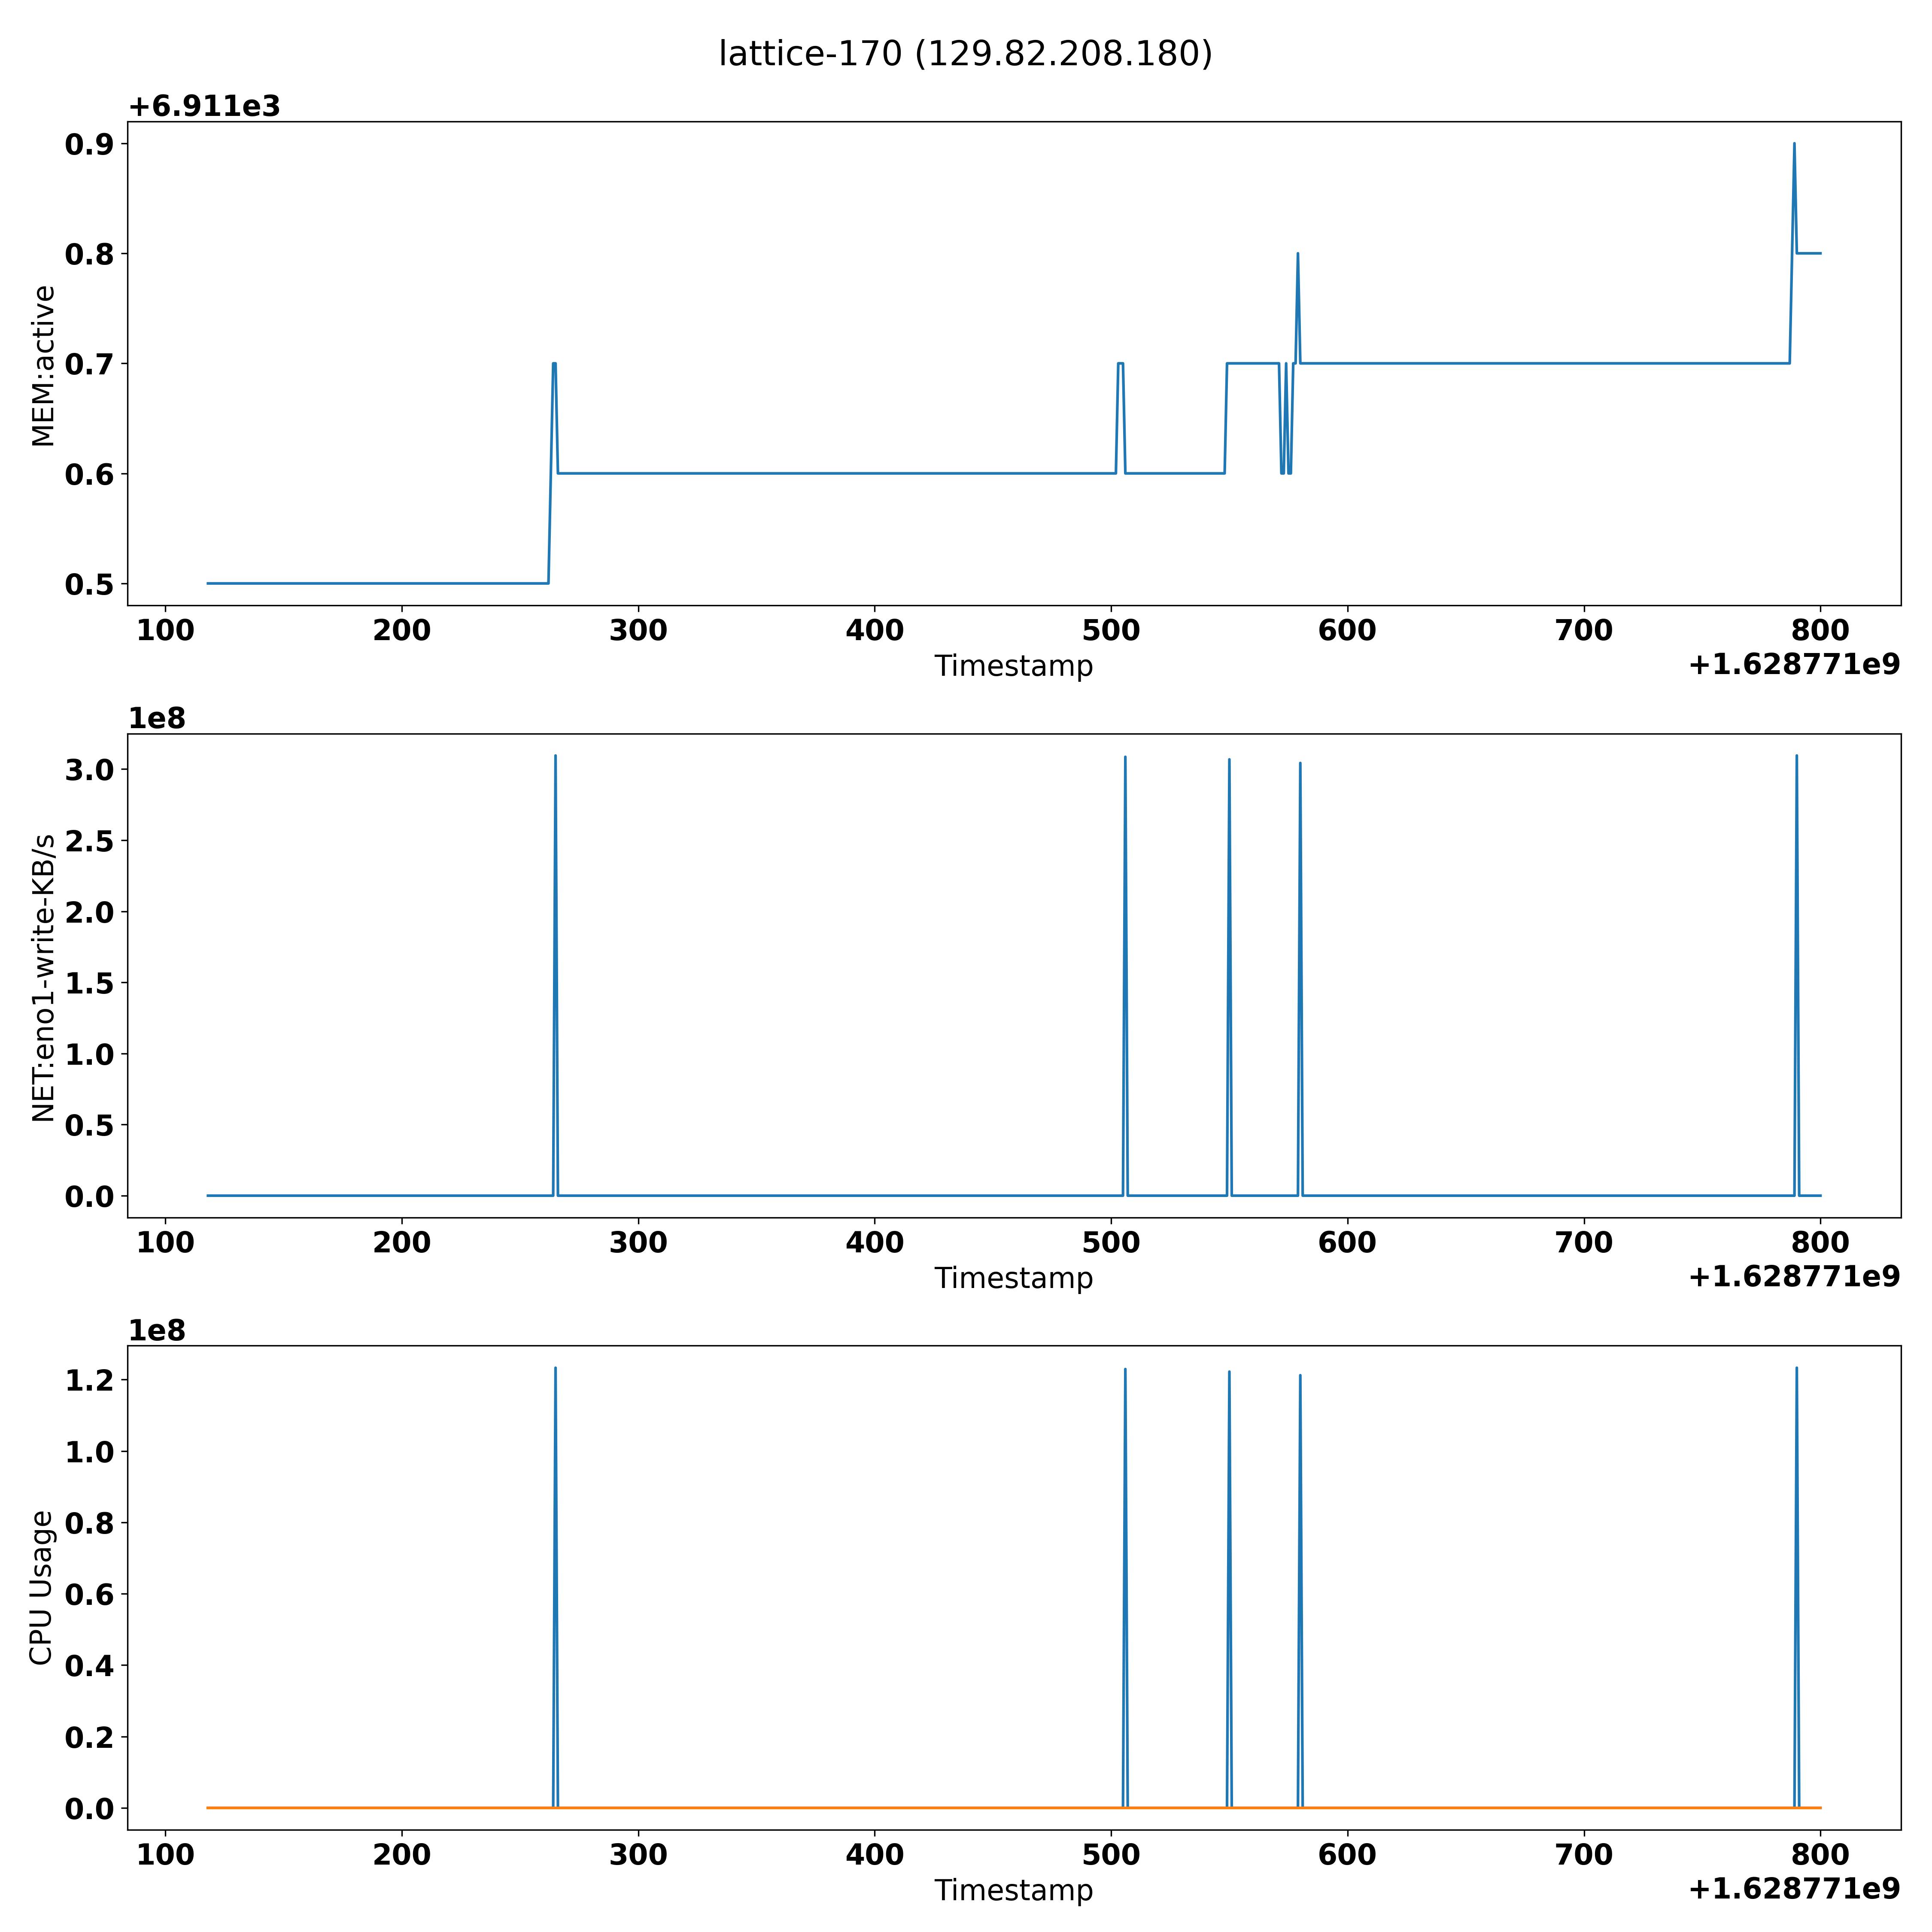 lattice-170 (129.82.208.180)
+6.911e3
0.9
0.8
0.7
0.6
0.5
MEM:active
100 200 300 400 500 600 700 800
Timestamp
+1.628771e9
1e8
3.0
2.5
2.0
1.5
1.0
0.5
0.0
NET:eno1-write-KB/s
100 200 300 400 500 600 700 800
Timestamp
+1.628771e9
1e8
1.2
1.0
0.8
0.6
0.4
0.2
0.0
CPU Usage
100 200 300 400 500 600 700 800
Timestamp
+1.628771e9